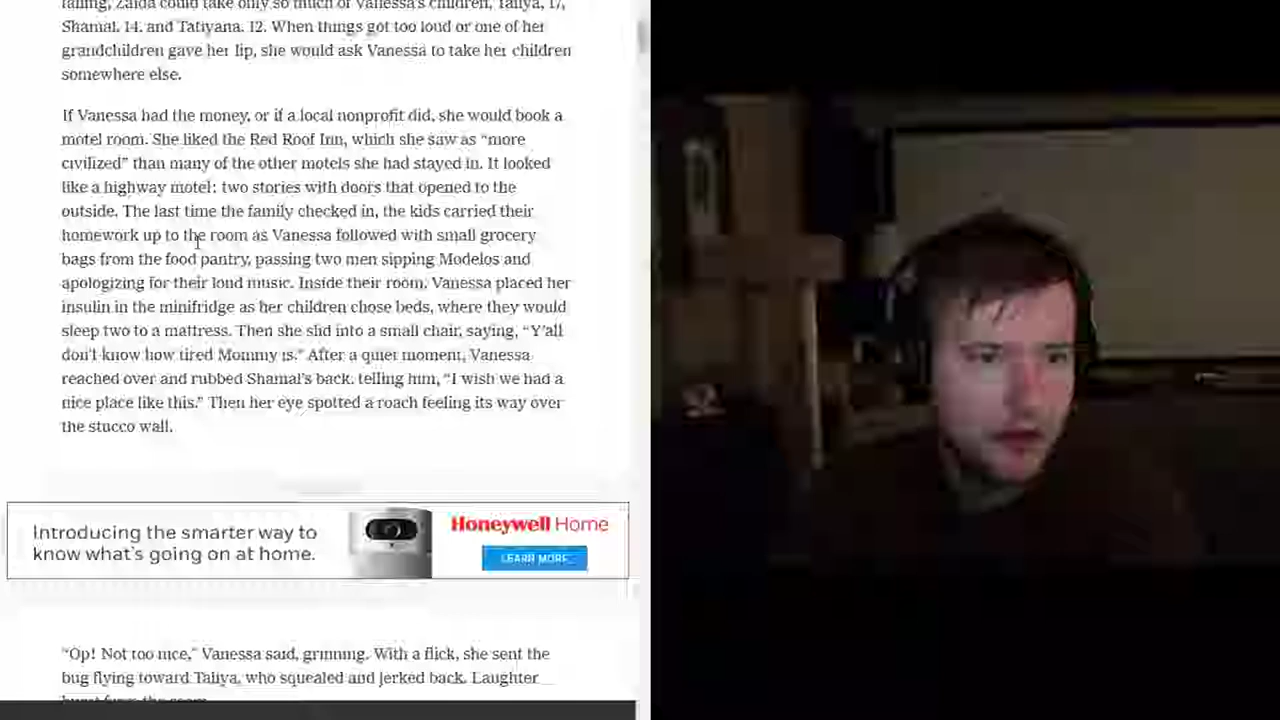 falling, Zaida could take only so much of Vanessa's children, Taliya, 17,
Shamal, 14, and Tatiyana, 12. When things got too loud or one of her
grandchildren gave her lip, she would ask Vanessa to take her children
somewhere else.
If Vanessa had the money, or if a local nonprofit did, she would book a
motel room. She liked the Red Roof Inn, which she saw as “more
civilized” than many of the other motels she had stayed in. It looked
like a highway motel: two stories with doors that opened to the
outside. The last time the family checked in, the kids carried their
homework up to the room as Vanessa followed with small grocery
bags from the food pantry, passing two men sipping Modelos and
apologizing for their loud music. Inside their room, Vanessa placed her
insulin in the minifridge as her children chose beds, where they would
sleep two to a mattress. Then she slid into a small chair, saying, “Y’all
don’t know how tired Mommy is.” After a quiet moment, Vanessa
reached over and rubbed Shamal’s back, telling him, “I wish we had a
nice place like this.” Then her eye spotted a roach feeling its way over
the stucco wall.
Introducing the smarter way to
know what’s going on at home.
Honeywell Home
LEARN MORE
“Op! Not too nice,” Vanessa said, grinning. With a flick, she sent the
bug flying toward Taliya, who squealed and jerked back. Laughter
burst from the room.